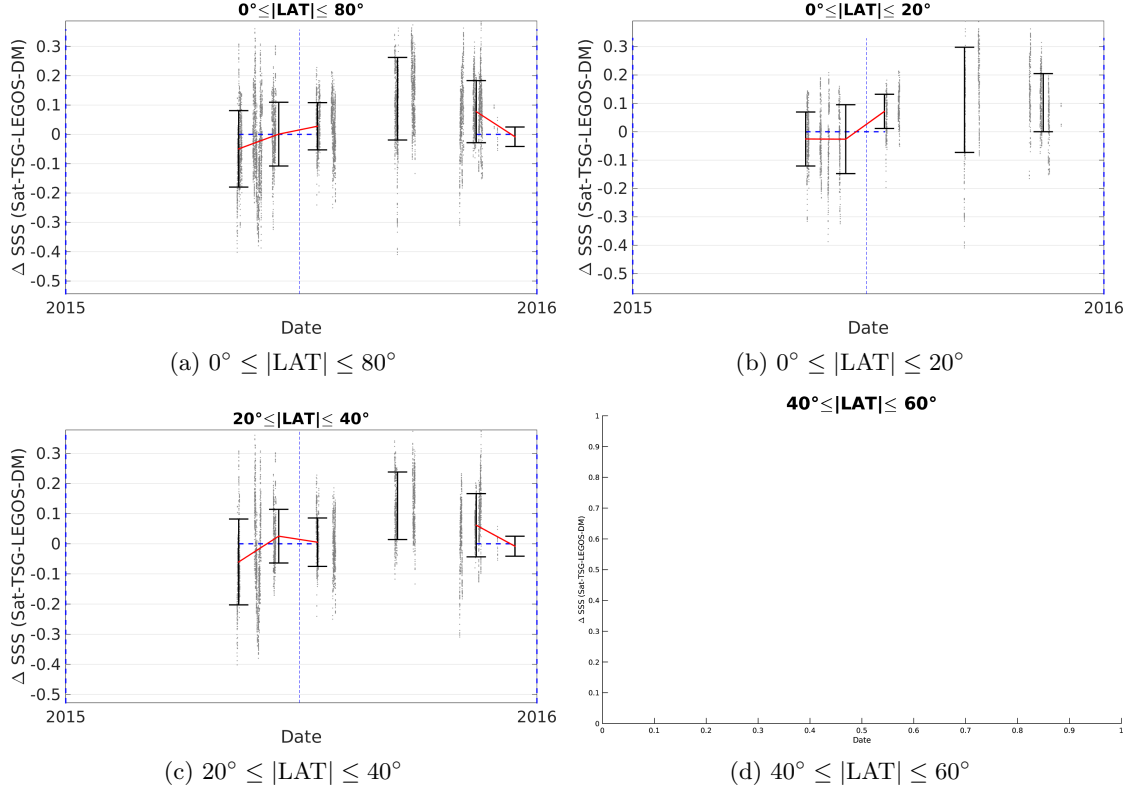 0°≤|LAT|≤ 80°
Δ SSS (Sat-TSG-LEGOS-DM)
0.3
0.2
0.1
0
-0.1
-0.2
-0.3
-0.4
-0.5
2015 2016
Date
(a) 0° ≤ |LAT| ≤ 80°
0°≤|LAT|≤ 20°
Δ SSS (Sat-TSG-LEGOS-DM)
0.3
0.2
0.1
0
-0.1
-0.2
-0.3
-0.4
-0.5
2015 2016
Date
(b) 0° ≤ |LAT| ≤ 20°
20°≤|LAT|≤ 40°
Δ SSS (Sat-TSG-LEGOS-DM)
0.3
0.2
0.1
0
-0.1
-0.2
-0.3
-0.4
-0.5
2015 2016
Date
(c) 20° ≤ |LAT| ≤ 40°
40°≤|LAT|≤ 60°
Δ SSS (Sat-TSG-LEGOS-DM)
1
0.9
0.8
0.7
0.6
0.5
0.4
0.3
0.2
0.1
0
0 0.1 0.2 0.3 0.4 0.5 0.6 0.7 0.8 0.9 1
Date
(d) 40° ≤ |LAT| ≤ 60°